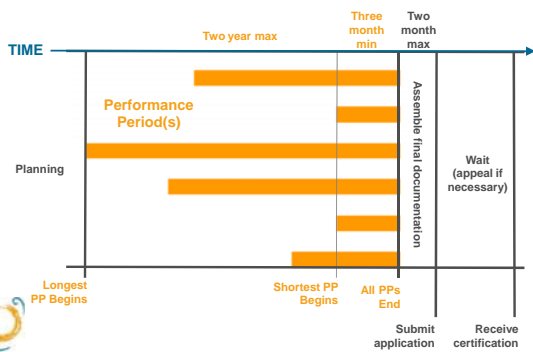 Two year max
Three
month
min
Two
month
max
TIME
Performance
Period(s)
Planning
Assemble final documentation
Wait
(appeal if
necessary)
Longest
PP Begins
Shortest PP
Begins
All PPs
End
Submit
application
Receive
certification